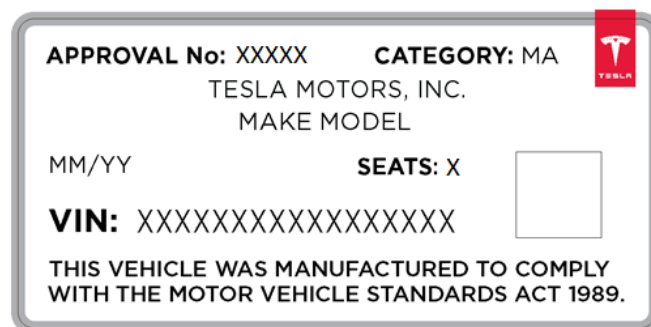 APPROVAL No: XXXXX CATEGORY: MA
TESLA
TESLA MOTORS, INC.
MAKE MODEL
MM/YY SEATS: X
VIN: XXXXXXXXXXXXXXXXX
THIS VEHICLE WAS MANUFACTURED TO COMPLY
WITH THE MOTOR VEHICLE STANDARDS ACT 1989.